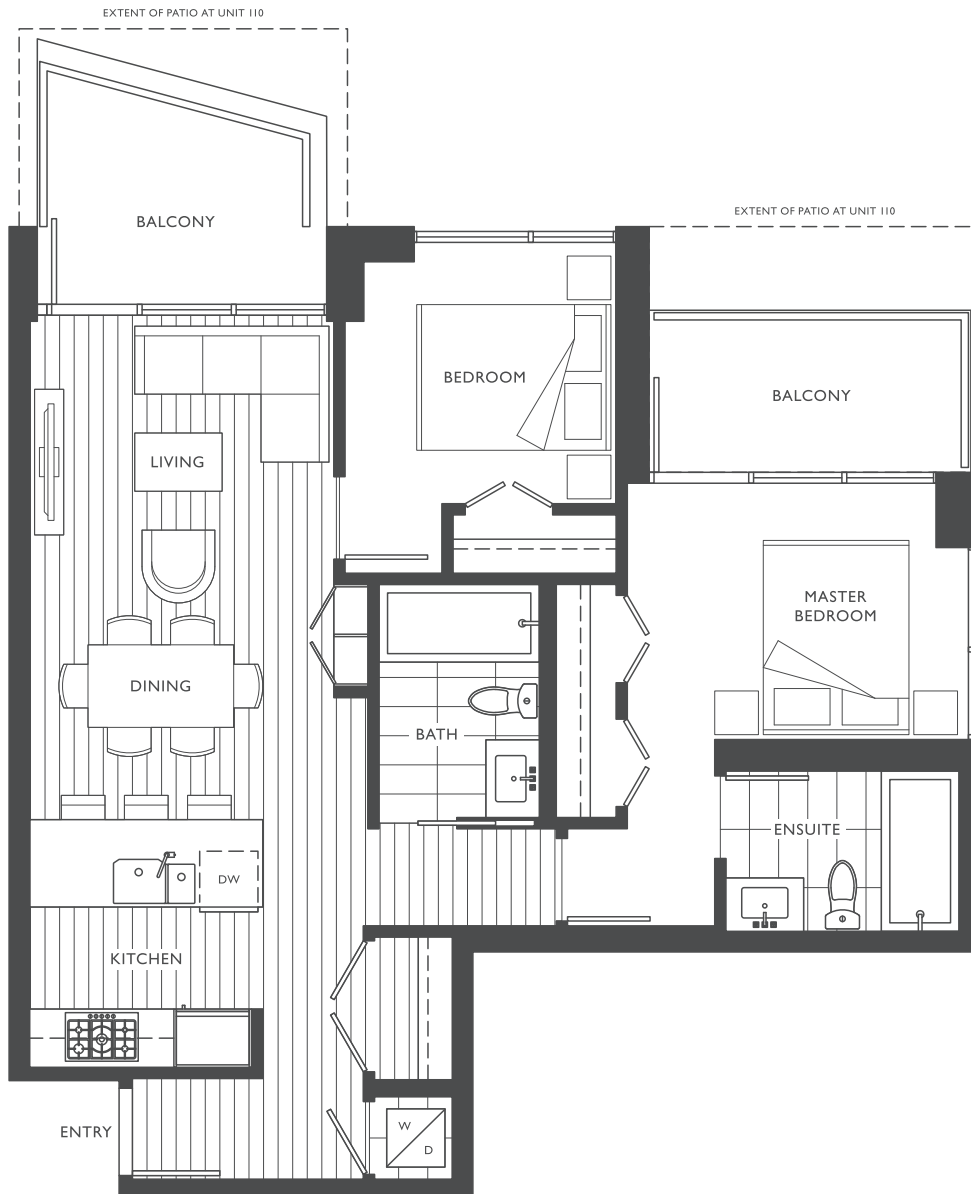 EXTENT OF PATIO AT UNIT 110
EXTENT OF PATIO AT UNIT 110
BALCONY
BEDROOM
BALCONY
LIVING
MASTER
BEDROOM
DINING
BATH
ENSUITE
DW
KITCHEN
ENTRY
W
D